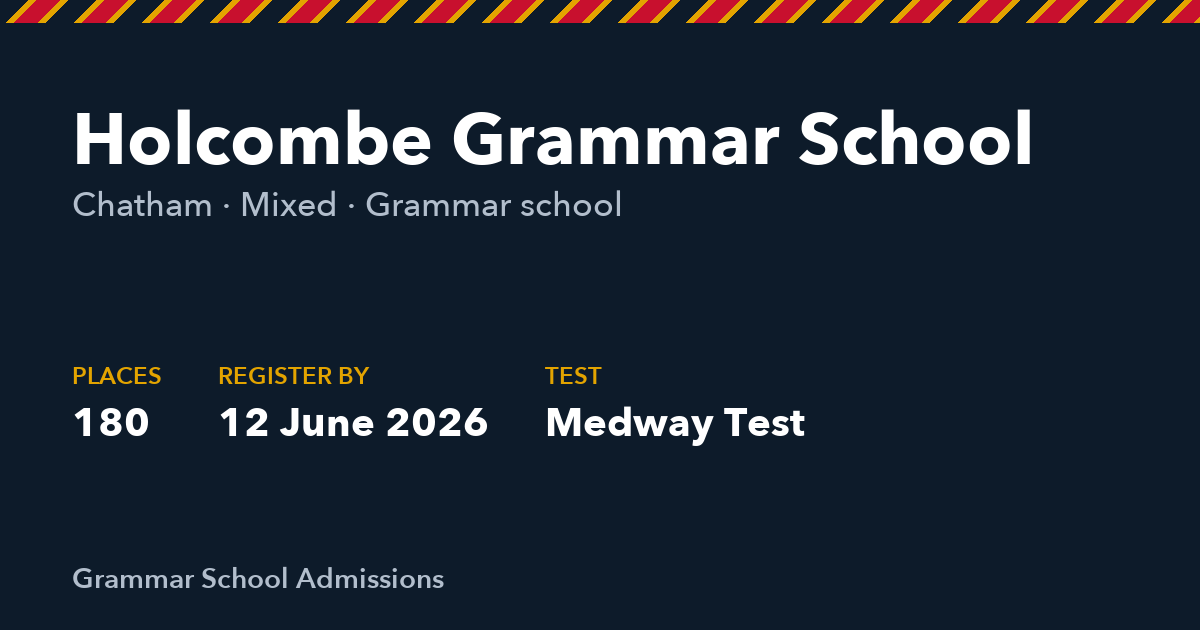 Holcombe Grammar School
Chatham · Mixed · Grammar school
PLACES REGISTER BY TEST
180 12 June 2026 Medway Test
Grammar School Admissions